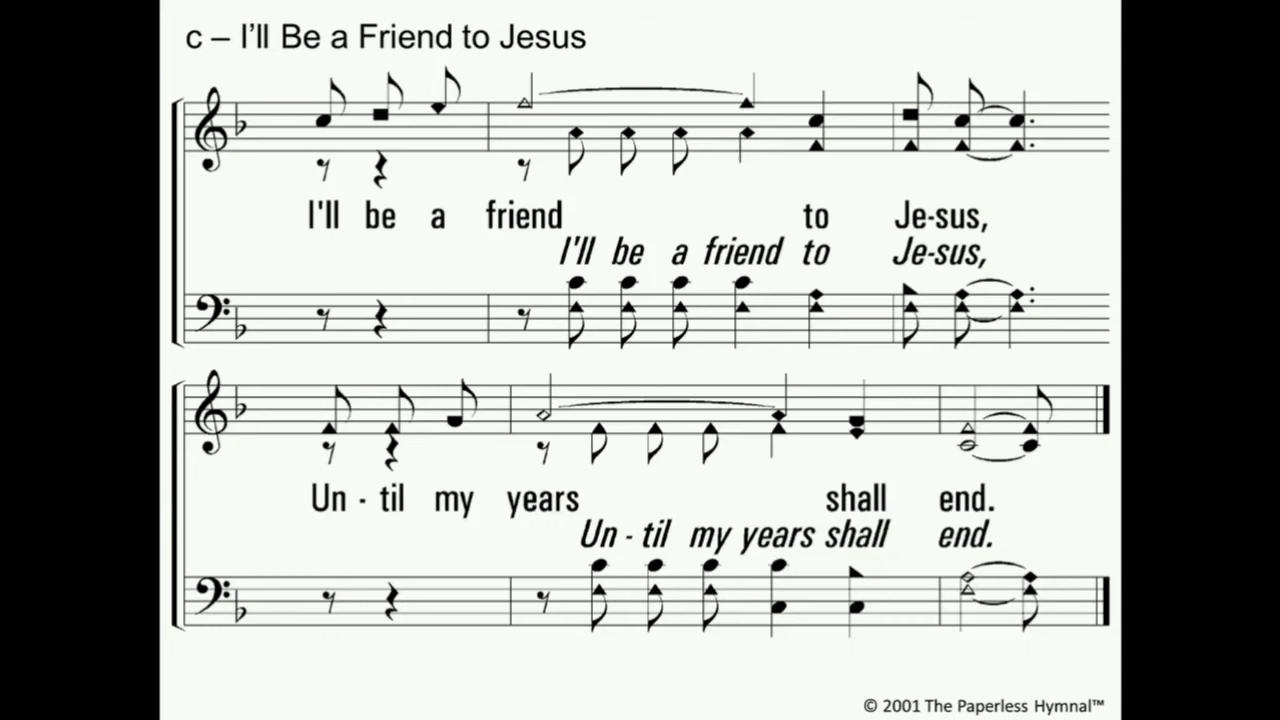 c – I’ll Be a Friend to Jesus
I'll be a friend to Je-sus,
I'll be a friend to Je-sus,
Un - til my years shall end.
Un - til my years shall end.
© 2001 The Paperless Hymnal™